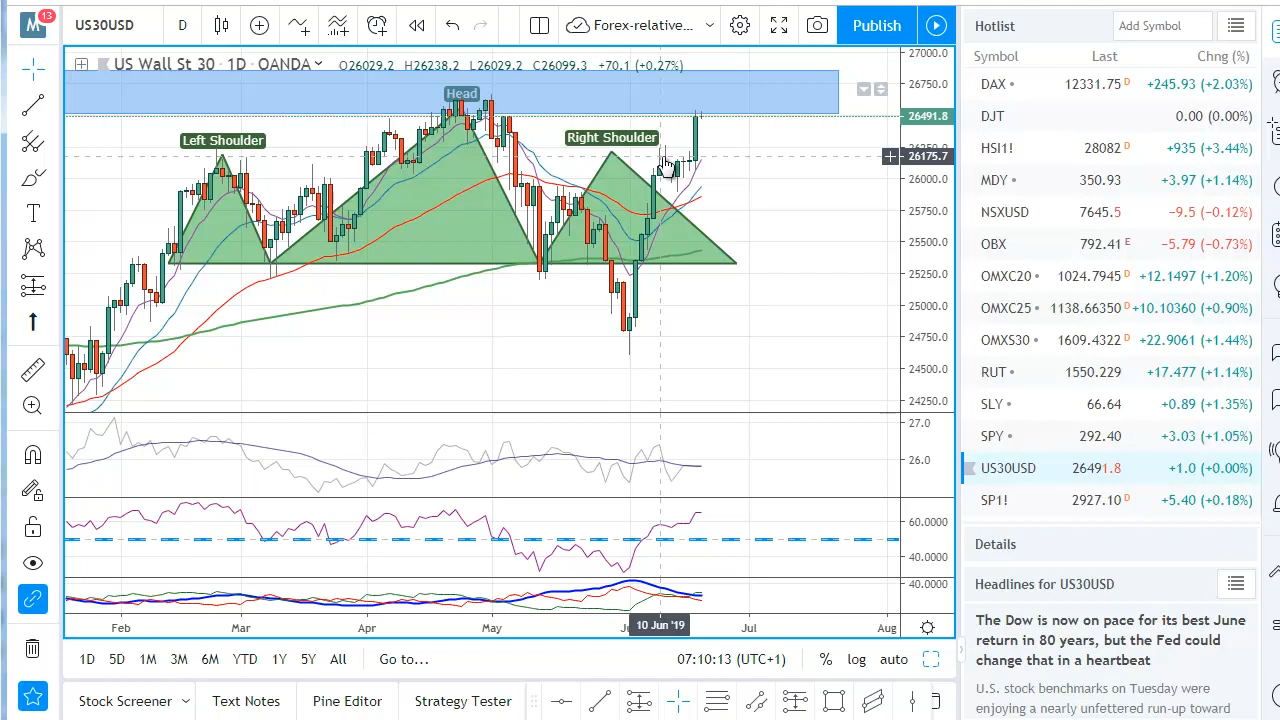 M 13
US30USD D Forex-relative... Publish
US Wall St 30 · 1D · OANDA O26029.2 H26238.2 L26029.2 C26099.3 +70.1 (+0.27%)
Head
Left Shoulder
Right Shoulder
27000.0
26750.0
26491.8
26175.7
26000.0
25750.0
25500.0
25250.0
25000.0
24750.0
24500.0
24250.0
27.0
26.0
60.0000
40.0000
40.0000
Feb Mar Apr May 10 Jun '19 Jul Aug
1D 5D 1M 3M 6M YTD 1Y 5Y All Go to... 07:10:13 (UTC+1) % log auto
Stock Screener Text Notes Pine Editor Strategy Tester
Hotlist Add Symbol
Symbol Last Chng (%)
DAX 12331.75 D +245.93 (+2.03%)
DJT 0.00 (0.00%)
HSI1! 28082 D +935 (+3.44%)
MDY 350.93 +3.97 (+1.14%)
NSXUSD 7645.5 −9.5 (−0.12%)
OBX 792.41 E −5.79 (−0.73%)
OMXC20 1024.7945 D +12.1497 (+1.20%)
OMXC25 1138.66350 D +10.10360 (+0.90%)
OMXS30 1609.4322 D +22.9061 (+1.44%)
RUT 1550.229 +17.477 (+1.14%)
SLY 66.64 +0.89 (+1.35%)
SPY 292.40 +3.03 (+1.05%)
US30USD 26491.8 +1.0 (+0.00%)
SP1! 2927.10 D +5.40 (+0.18%)
Details
Headlines for US30USD
The Dow is now on pace for its best June
return in 80 years, but the Fed could
change that in a heartbeat
U.S. stock benchmarks on Tuesday were
enjoying a nearly unfettered run-up toward